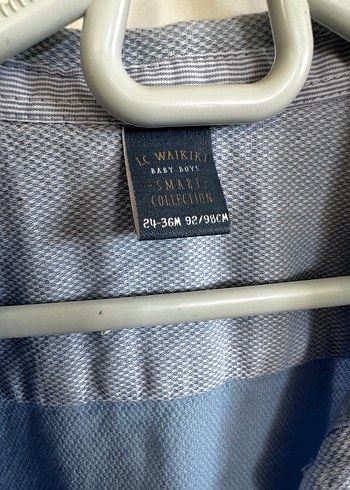 LC WAIKIKI
BABY BOYS
-SMART-
COLLECTION
24-36M 92/98CM